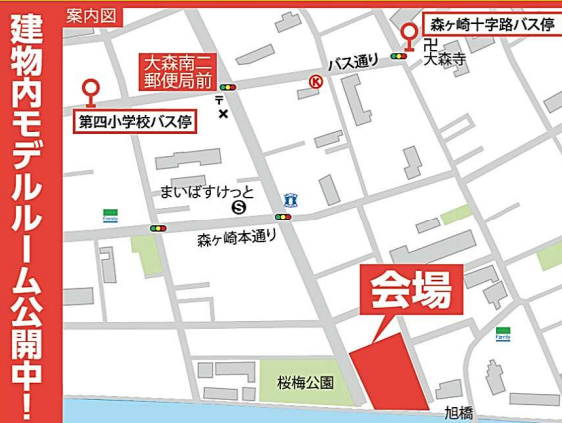 建物内モデルルーム公開中!
案内図
森ヶ崎十字路バス停
卍
大森寺
バス通り
大森南二
郵便局前
〒
K
第四小学校バス停
まいばすけっと
S
森ヶ崎本通り
会場
桜梅公園
旭橋